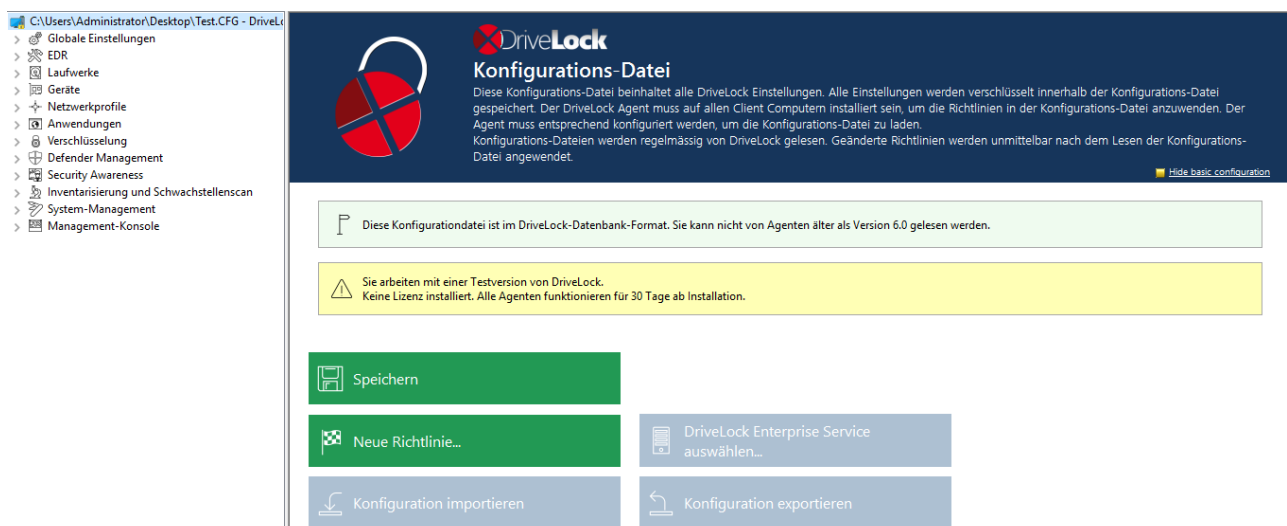 C:\Users\Administrator\Desktop\Test.CFG - DriveLo
Globale Einstellungen
EDR
Laufwerke
Geräte
Netzwerkprofile
Anwendungen
Verschlüsselung
Defender Management
Security Awareness
Inventarisierung und Schwachstellenscan
System-Management
Management-Konsole
DriveLock
Konfigurations-Datei
Diese Konfigurations-Datei beinhaltet alle DriveLock Einstellungen. Alle Einstellungen werden verschlüsselt innerhalb der Konfigurations-Datei
gespeichert. Der DriveLock Agent muss auf allen Client Computern installiert sein, um die Richtlinien in der Konfigurations-Datei anzuwenden. Der
Agent muss entsprechend konfiguriert werden, um die Konfigurations-Datei zu laden.
Konfigurations-Dateien werden regelmässig von DriveLock gelesen. Geänderte Richtlinien werden unmittelbar nach dem Lesen der Konfigurations-
Datei angewendet.
Hide basic configuration
Diese Konfigurationdatei ist im DriveLock-Datenbank-Format. Sie kann nicht von Agenten älter als Version 6.0 gelesen werden.
Sie arbeiten mit einer Testversion von DriveLock.
Keine Lizenz installiert. Alle Agenten funktionieren für 30 Tage ab Installation.
Speichern
Neue Richtlinie...
DriveLock Enterprise Service
auswählen...
Konfiguration importieren
Konfiguration exportieren